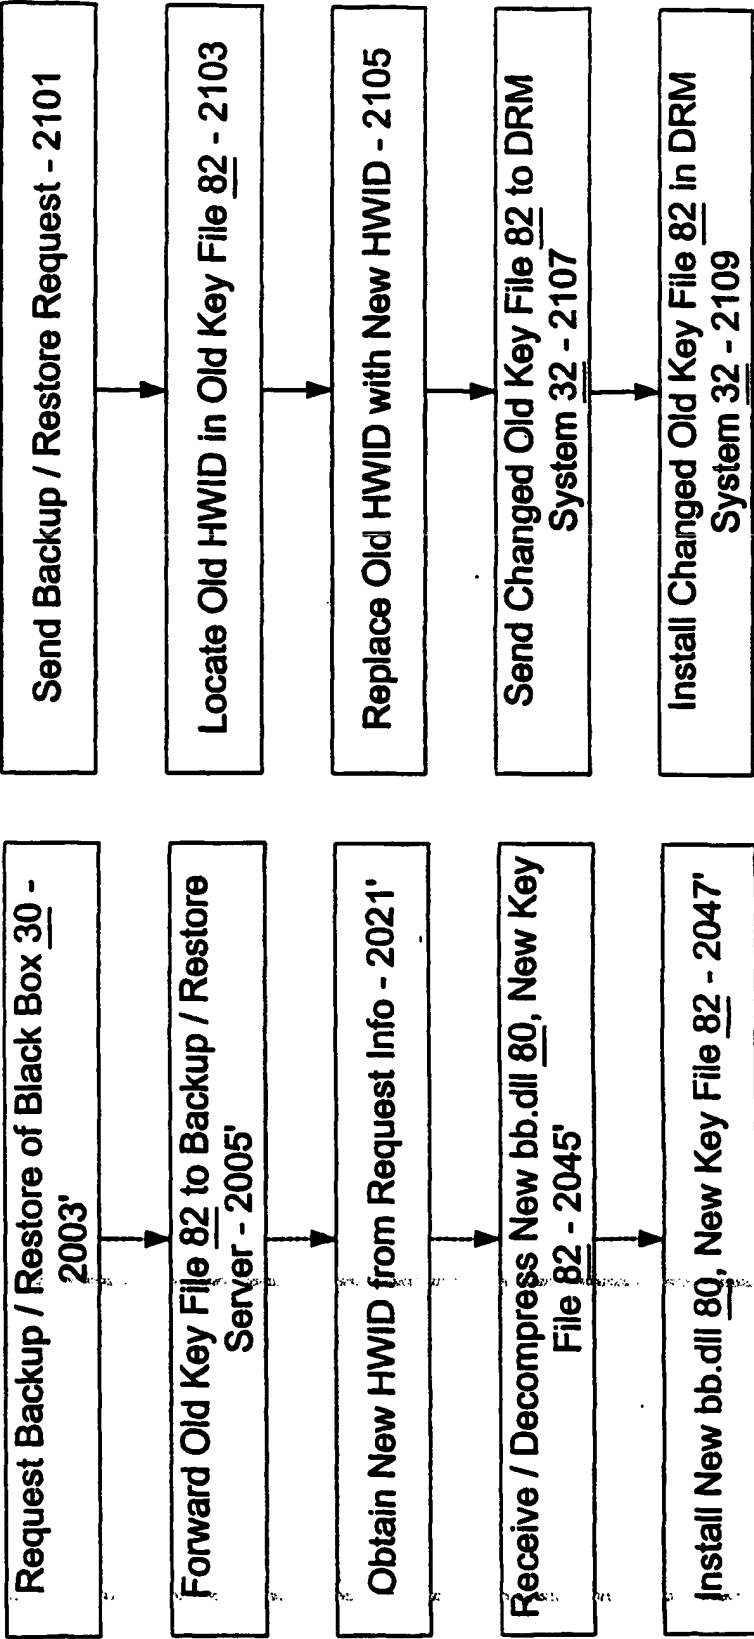 Request Backup / Restore of Black Box 30 -
2003'
Forward Old Key File 82 to Backup / Restore
Server - 2005'
Obtain New HWID from Request Info - 2021'
Receive / Decompress New bb.dll 80, New Key
File 82 - 2045'
Install New bb.dll 80, New Key File 82 - 2047'
Send Backup / Restore Request - 2101
Locate Old HWID in Old Key File 82 - 2103
Replace Old HWID with New HWID - 2105
Send Changed Old Key File 82 to DRM
System 32 - 2107
Install Changed Old Key File 82 in DRM
System 32 - 2109